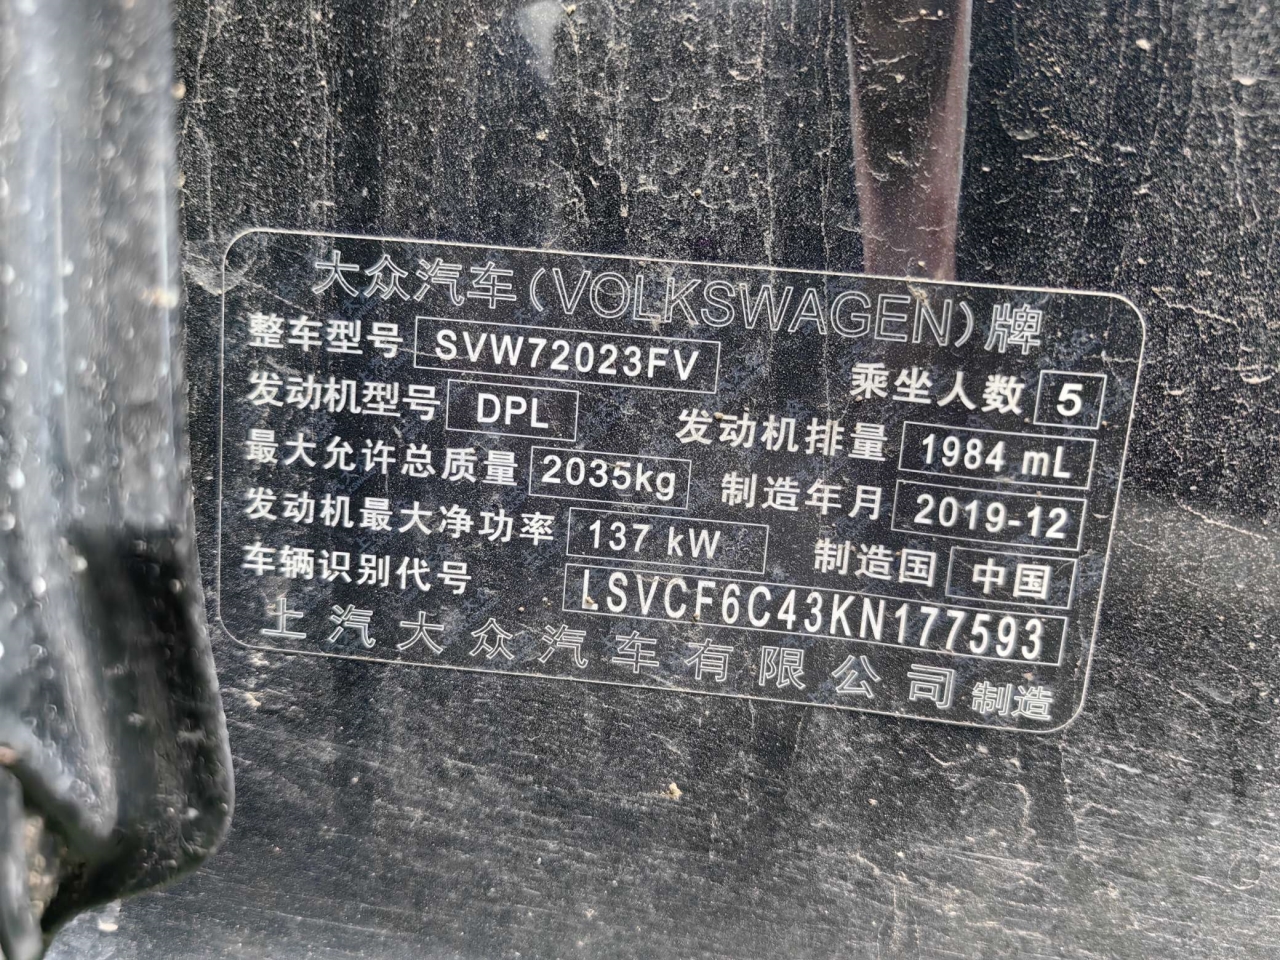 大众汽车(VOLKSWAGEN)牌
整车型号 SVW72023FV 乘坐人数 5
发动机型号 DPL 发动机排量 1984 mL
最大允许总质量 2035kg 制造年月 2019-12
发动机最大净功率 137 kW 制造国 中国
车辆识别代号 LSVCF6C43KN177593
上汽大众汽车有限公司 制造